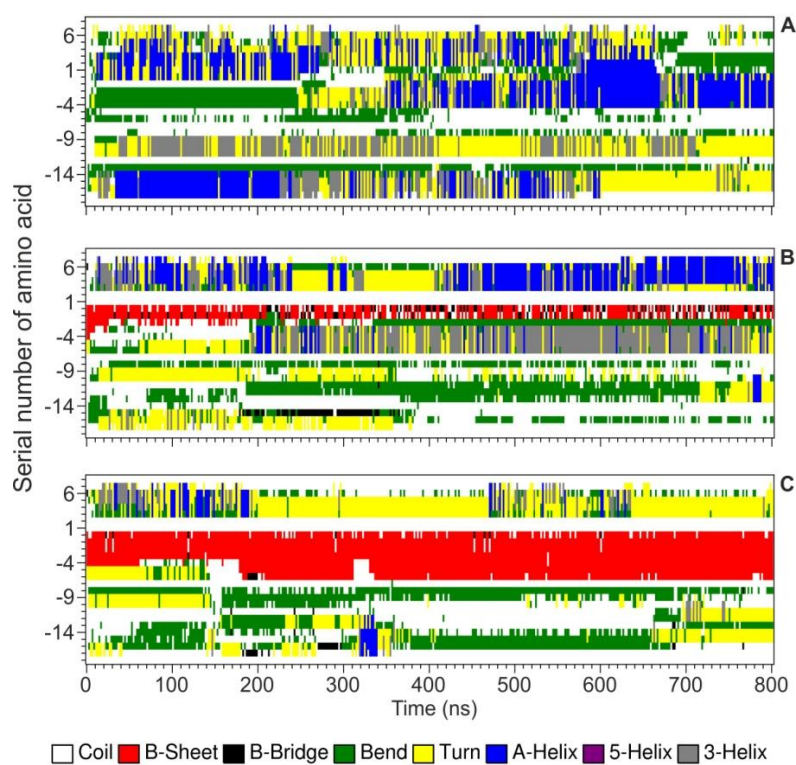 A
6
1
-4
-9
-14
B
6
1
-4
-9
-14
C
6
1
-4
-9
-14
0 100 200 300 400 500 600 700 800
Time (ns)
Serial number of amino acid
Coil B-Sheet B-Bridge Bend Turn A-Helix 5-Helix 3-Helix